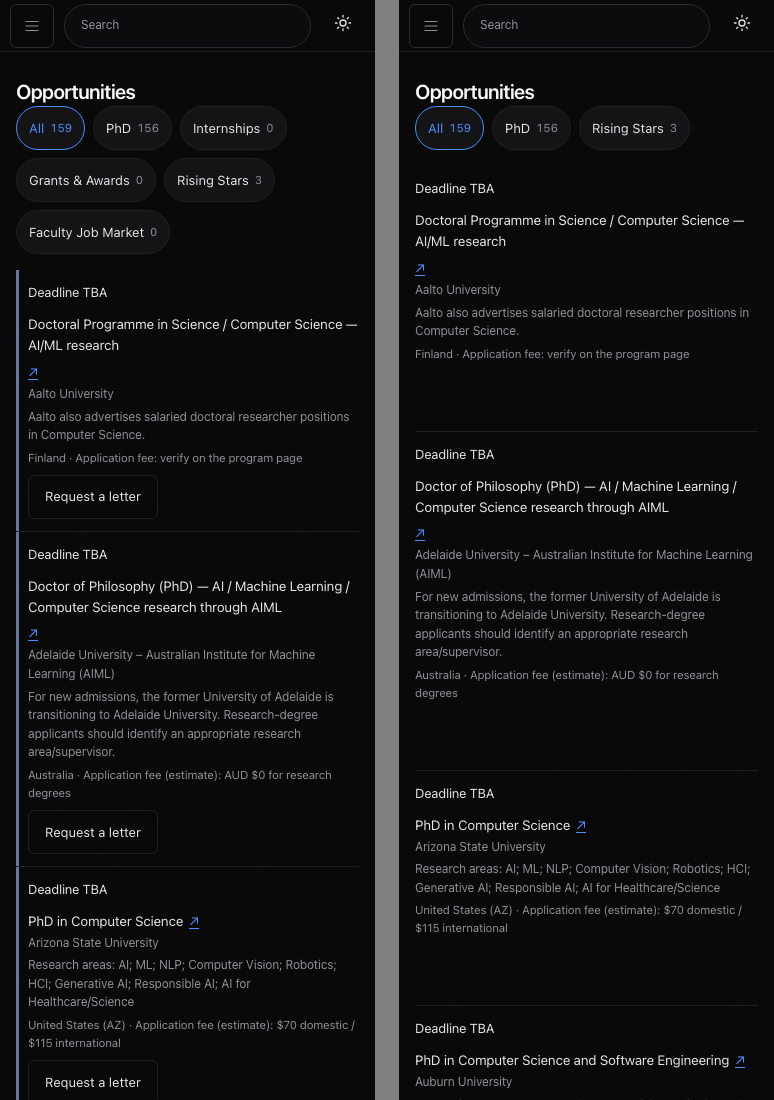 Search
Opportunities
All 159
PhD 156
Internships 0
Grants & Awards 0
Rising Stars 3
Faculty Job Market 0
Deadline TBA
Doctoral Programme in Science / Computer Science —
AI/ML research
↗
Aalto University
Aalto also advertises salaried doctoral researcher positions
in Computer Science.
Finland · Application fee: verify on the program page
Request a letter
Deadline TBA
Doctor of Philosophy (PhD) — AI / Machine Learning /
Computer Science research through AIML
↗
Adelaide University – Australian Institute for Machine
Learning (AIML)
For new admissions, the former University of Adelaide is
transitioning to Adelaide University. Research-degree
applicants should identify an appropriate research
area/supervisor.
Australia · Application fee (estimate): AUD $0 for research
degrees
Request a letter
Deadline TBA
PhD in Computer Science ↗
Arizona State University
Research areas: AI; ML; NLP; Computer Vision; Robotics;
HCI; Generative AI; Responsible AI; AI for
Healthcare/Science
United States (AZ) · Application fee (estimate): $70 domestic /
$115 international
Request a letter
Search
Opportunities
All 159
PhD 156
Rising Stars 3
Deadline TBA
Doctoral Programme in Science / Computer Science —
AI/ML research
↗
Aalto University
Aalto also advertises salaried doctoral researcher positions in
Computer Science.
Finland · Application fee: verify on the program page
Deadline TBA
Doctor of Philosophy (PhD) — AI / Machine Learning /
Computer Science research through AIML
↗
Adelaide University – Australian Institute for Machine Learning
(AIML)
For new admissions, the former University of Adelaide is
transitioning to Adelaide University. Research-degree
applicants should identify an appropriate research
area/supervisor.
Australia · Application fee (estimate): AUD $0 for research
degrees
Deadline TBA
PhD in Computer Science ↗
Arizona State University
Research areas: AI; ML; NLP; Computer Vision; Robotics; HCI;
Generative AI; Responsible AI; AI for Healthcare/Science
United States (AZ) · Application fee (estimate): $70 domestic /
$115 international
Deadline TBA
PhD in Computer Science and Software Engineering ↗
Auburn University